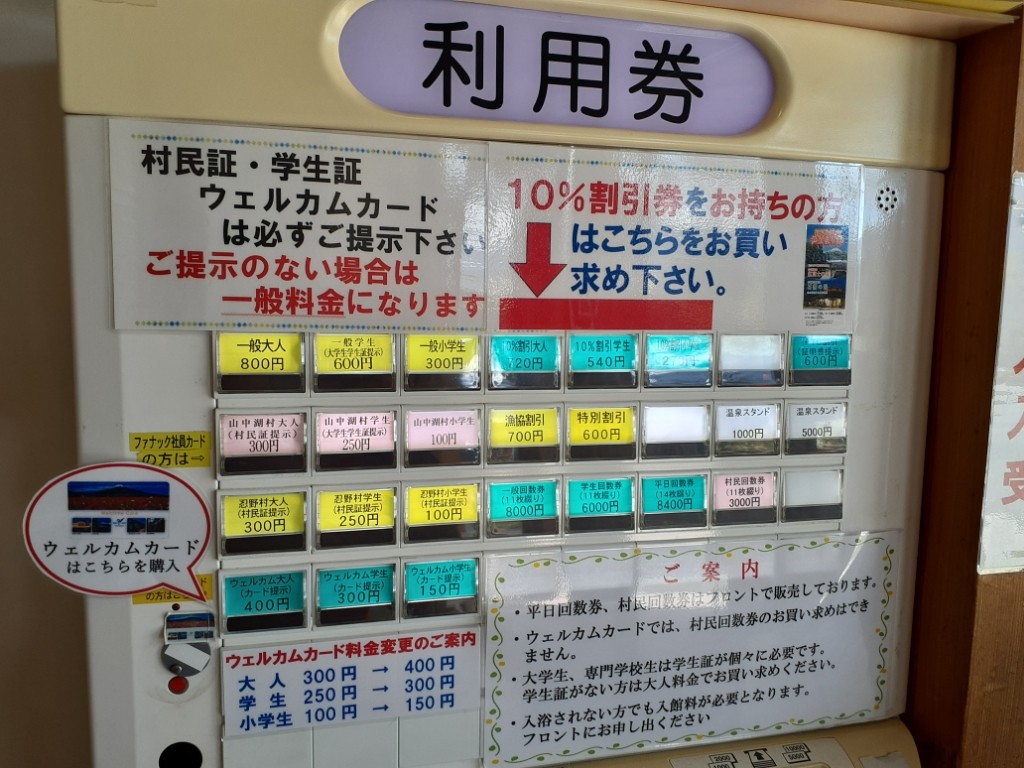 利用券
村民証・学生証
ウェルカムカード
は必ずご提示下さい
ご提示のない場合は
一般料金になります
10%割引券をお持ちの方
はこちらをお買い
求め下さい。
一般大人
800円
一般学生
(大学生学生証提示)
600円
一般小学生
300円
10%割引大人
720円
10%割引学生
540円
(証明書提示)
600円
山中湖村大人
(村民証提示)
300円
山中湖村学生
(大学生学生証提示)
250円
山中湖村小学生
100円
漁協割引
700円
特別割引
600円
温泉スタンド
1000円
温泉スタンド
5000円
ファナック社員カード
の方は⇨
忍野村大人
(村民証提示)
300円
忍野村学生
(村民証提示)
250円
忍野村小学生
(村民証提示)
100円
一般回数券
(11枚綴り)
8000円
学生回数券
(11枚綴り)
6000円
平日回数券
(14枚綴り)
8400円
村民回数券
(11枚綴り)
3000円
ウェルカムカード
はこちらを購入
ウェルカム大人
(カード提示)
400円
ウェルカム学生
(カード提示)
300円
ウェルカム小学生
(カード提示)
150円
ウェルカムカード料金変更のご案内
大人 300円 → 400円
学生 250円 → 300円
小学生 100円 → 150円
ご案内
・平日回数券、村民回数券はフロントで販売しております。
・ウェルカムカードでは、村民回数券のお買い求めはでき
ません。
・大学生、専門学校生は学生証が個々に必要です。
学生証がない方は大人料金でお買い求めください。
・入浴されない方でも入館料が必要となります。
フロントにお申し出ください